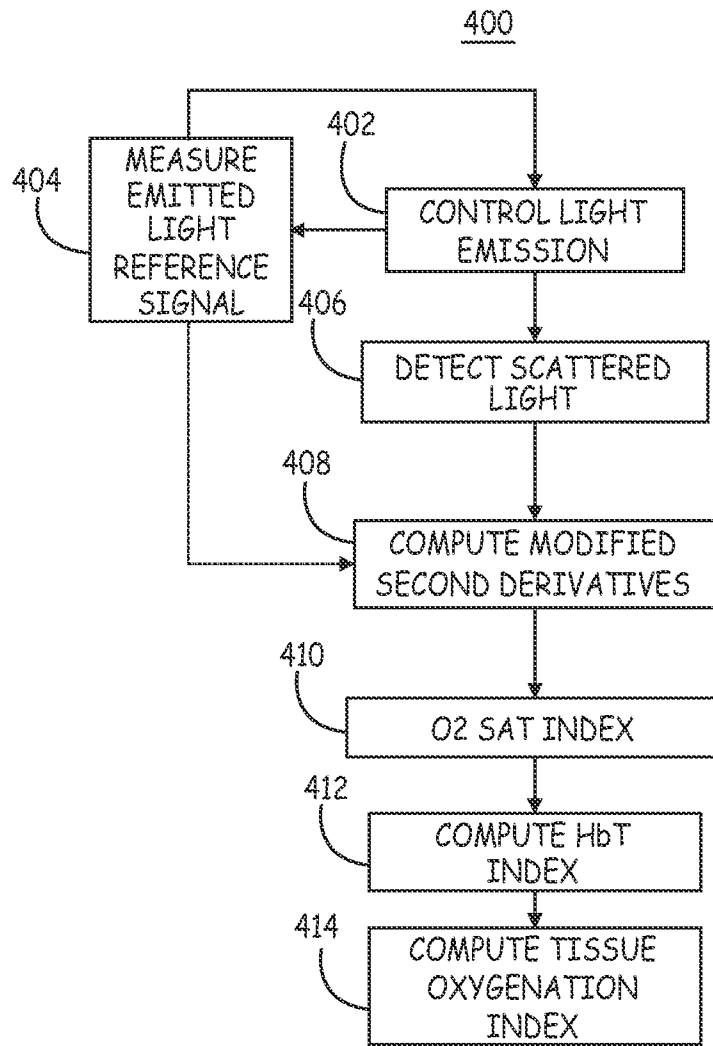 400
402
CONTROL LIGHT
EMISSION
404
MEASURE
EMITTED
LIGHT
REFERENCE
SIGNAL
406
DETECT SCATTERED
LIGHT
408
COMPUTE MODIFIED
SECOND DERIVATIVES
410
O2 SAT INDEX
412
COMPUTE HbT
INDEX
414
COMPUTE TISSUE
OXYGENATION
INDEX